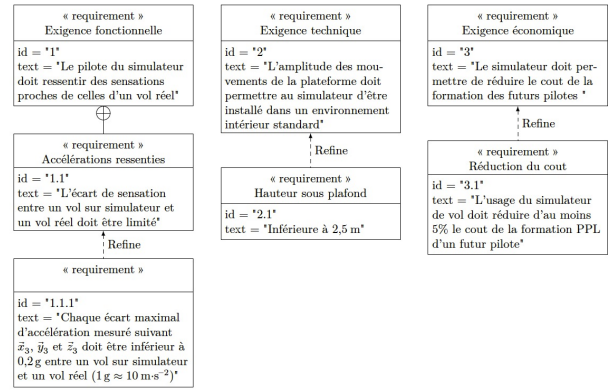 « requirement »
Exigence fonctionnelle
id = "1"
text = "Le pilote du simulateur
doit ressentir des sensations
proches de celles d'un vol réel"
« requirement »
Accélérations ressenties
id = "1.1"
text = "L'écart de sensation
entre un vol sur simulateur et
un vol réel doit être limité"
Refine
« requirement »
id = "1.1.1"
text = "Chaque écart maximal
d'accélération mesuré suivant
x⃗₃, y⃗₃ et z⃗₃ doit être inférieur à
0,2 g entre un vol sur simulateur
et un vol réel (1 g ≈ 10 m·s⁻²)"
« requirement »
Exigence technique
id = "2"
text = "L'amplitude des mou-
vements de la plateforme doit
permettre au simulateur d'être
installé dans un environnement
intérieur standard"
Refine
« requirement »
Hauteur sous plafond
id = "2.1"
text = "Inférieure à 2,5 m"
« requirement »
Exigence économique
id = "3"
text = "Le simulateur doit per-
mettre de réduire le cout de la
formation des futurs pilotes "
Refine
« requirement »
Réduction du cout
id = "3.1"
text = "L'usage du simulateur
de vol doit réduire d'au moins
5% le cout de la formation PPL
d'un futur pilote"